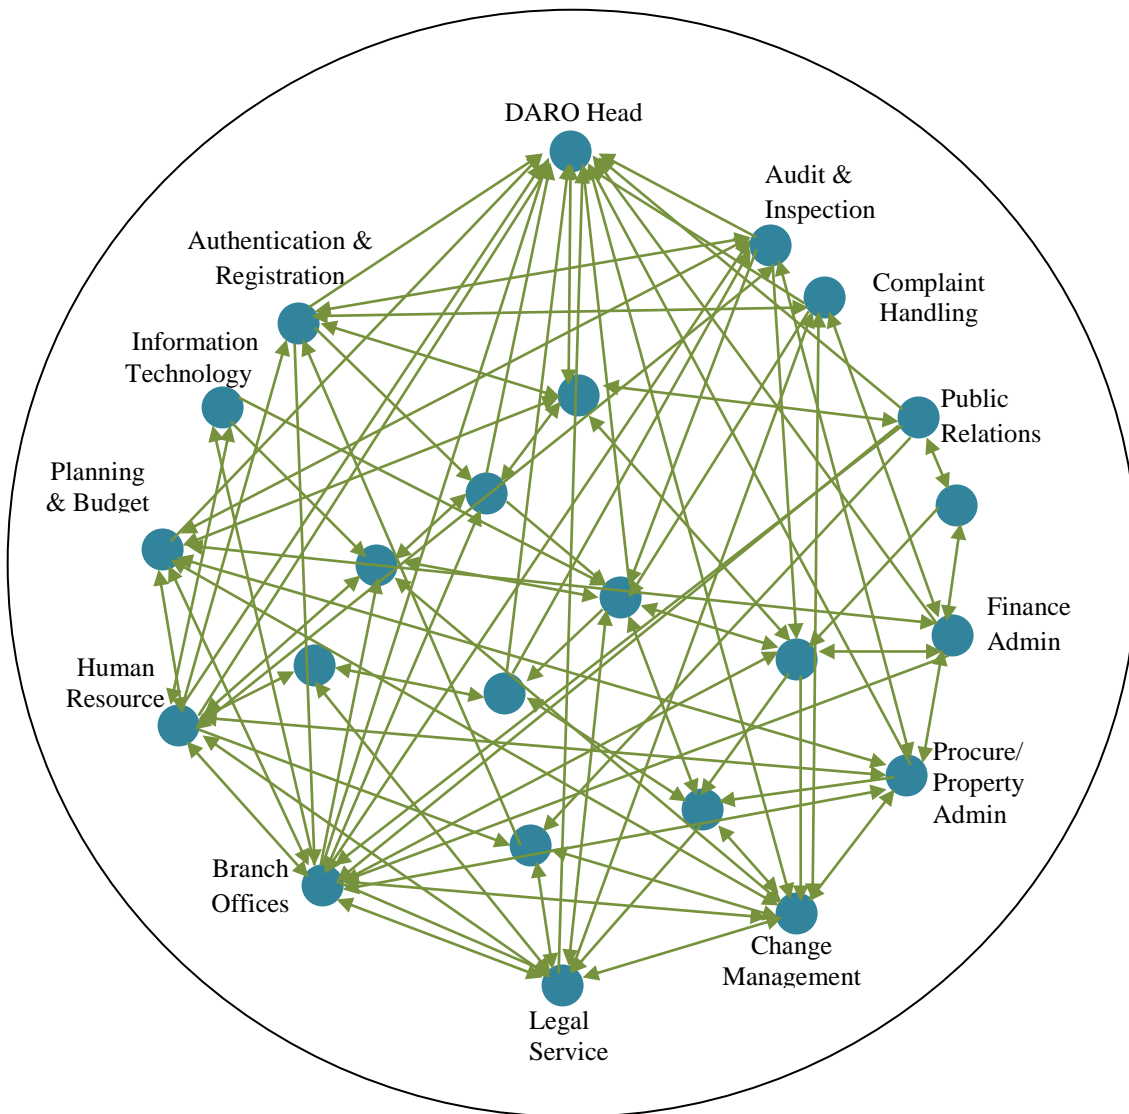 DARO Head
Audit &
Inspection
Authentication &
Registration
Complaint
Handling
Information
Technology
Public
Relations
Planning
& Budget
Finance
Admin
Human
Resource
Procure/
Property
Admin
Branch
Offices
Change
Management
Legal
Service